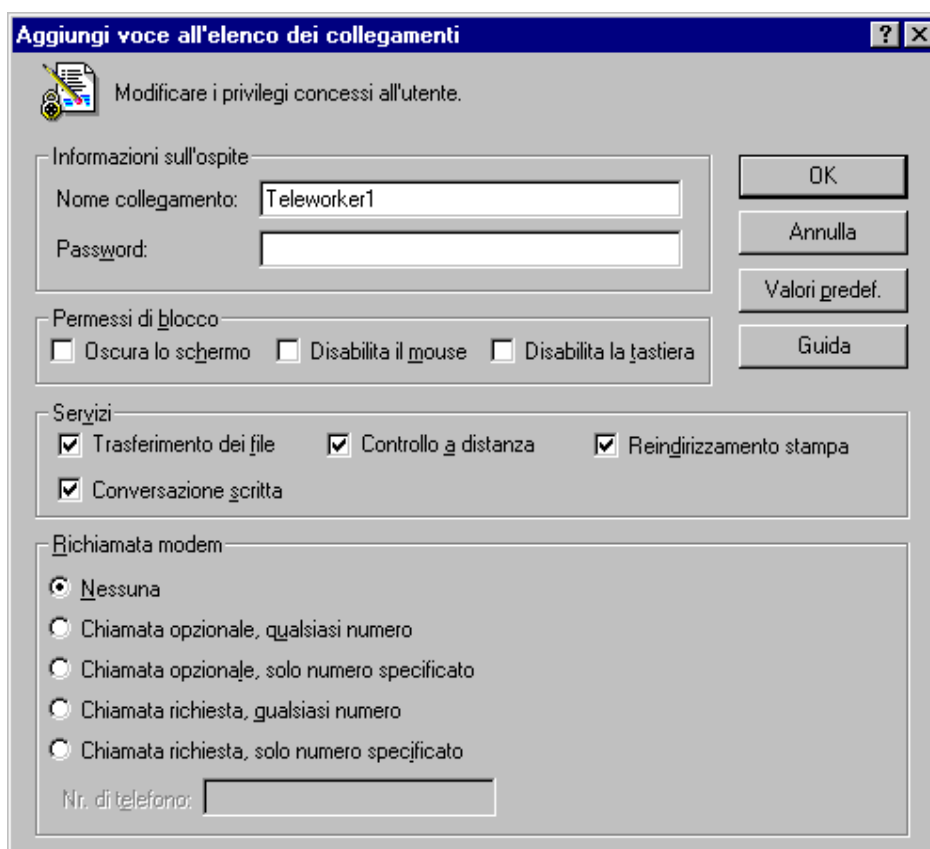 Aggiungi voce all'elenco dei collegamenti
Modificare i privilegi concessi all'utente.
Informazioni sull'ospite
Nome collegamento: Teleworker1
Password:
OK
Annulla
Valori predef.
Guida
Permessi di blocco
Oscura lo schermo Disabilita il mouse Disabilita la tastiera
Servizi
Trasferimento dei file Controllo a distanza Reindirizzamento stampa
Conversazione scritta
Richiamata modem
Nessuna
Chiamata opzionale, qualsiasi numero
Chiamata opzionale, solo numero specificato
Chiamata richiesta, qualsiasi numero
Chiamata richiesta, solo numero specificato
Nr. di telefono: